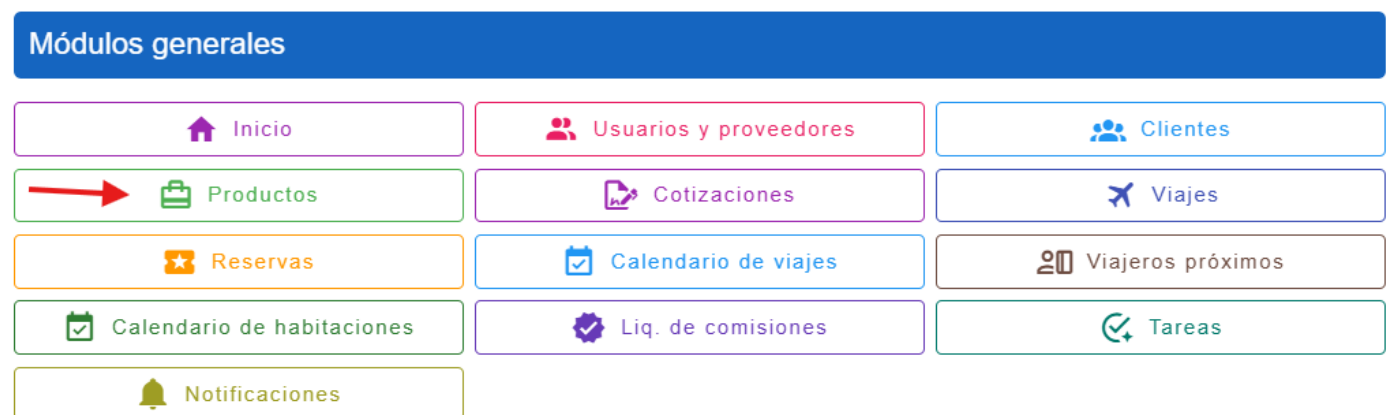 Módulos generales
Inicio
Usuarios y proveedores
Clientes
Productos
Cotizaciones
Viajes
Reservas
Calendario de viajes
Viajeros próximos
Calendario de habitaciones
Liq. de comisiones
Tareas
Notificaciones